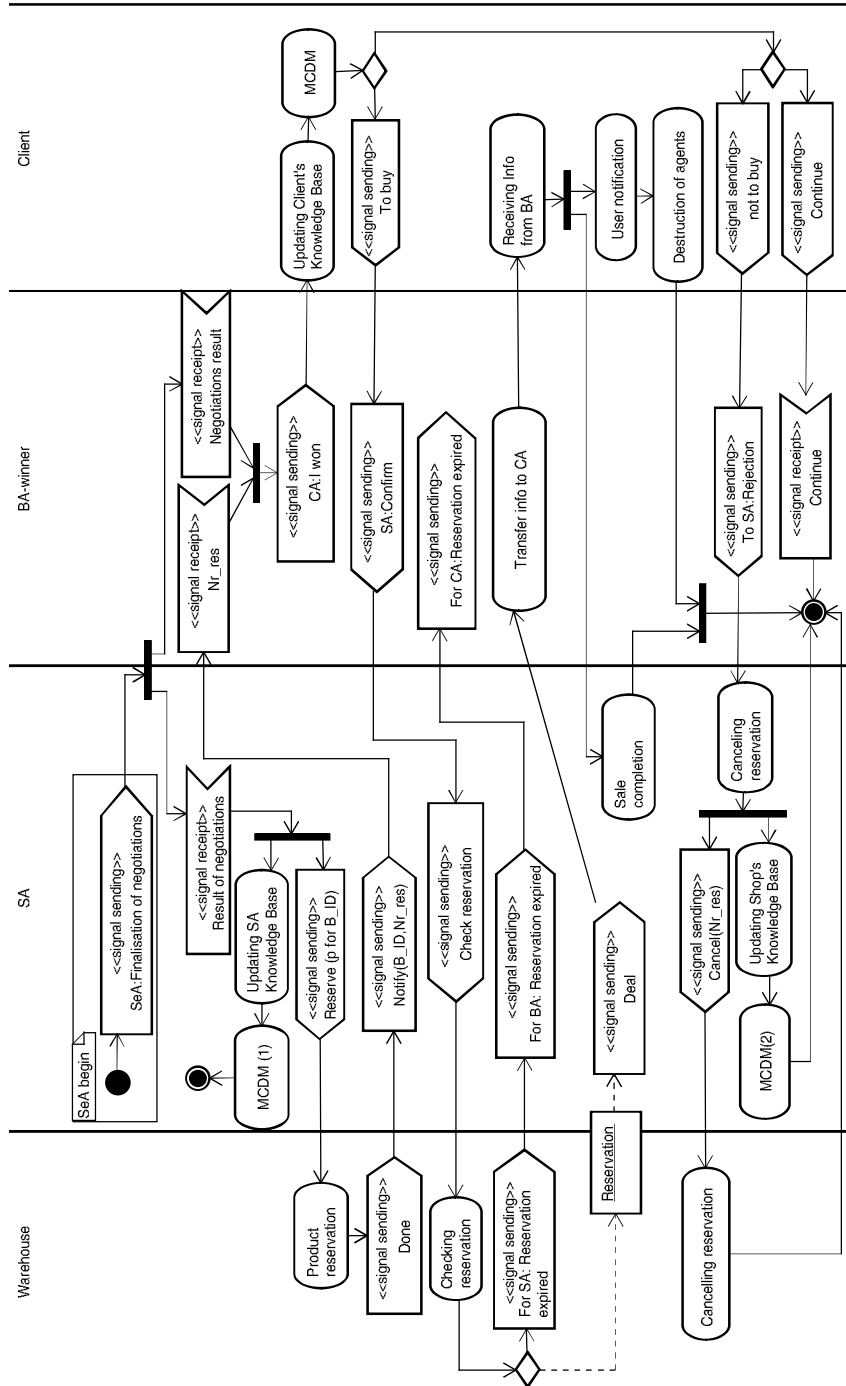 Client
BA-winner
SA
Warehouse
SeA begin
<<signal sending>>
SeA:Finalisation of negotiations
<<signal receipt>>
Negotiations result
<<signal receipt>>
Nr_res
<<signal receipt>>
Result of negotiations
Updating SA
Knowledge Base
MCDM (1)
<<signal sending>>
Reserve (p for B_ID)
Product
reservation
<<signal sending>>
Done
<<signal sending>>
Notify(B_ID,Nr_res)
<<signal sending>>
CA:I won
Updating Client's
Knowledge Base
MCDM
<<signal sending>>
To buy
<<signal sending>>
SA:Confirm
<<signal sending>>
Check reservation
Checking
reservation
<<signal sending>>
For SA: Reservation
expired
<<signal sending>>
For BA: Reservation expired
<<signal sending>>
For CA:Reservation expired
Reservation
<<signal sending>>
Deal
Transfer info to CA
Receiving Info
from BA
User notification
Destruction of agents
Sale
completion
<<signal sending>>
not to buy
<<signal sending>>
Continue
<<signal sending>>
To SA:Rejection
<<signal receipt>>
Continue
Canceling
reservation
<<signal sending>>
Cancel(Nr_res)
Updating Shop's
Knowledge Base
MCDM(2)
Cancelling reservation